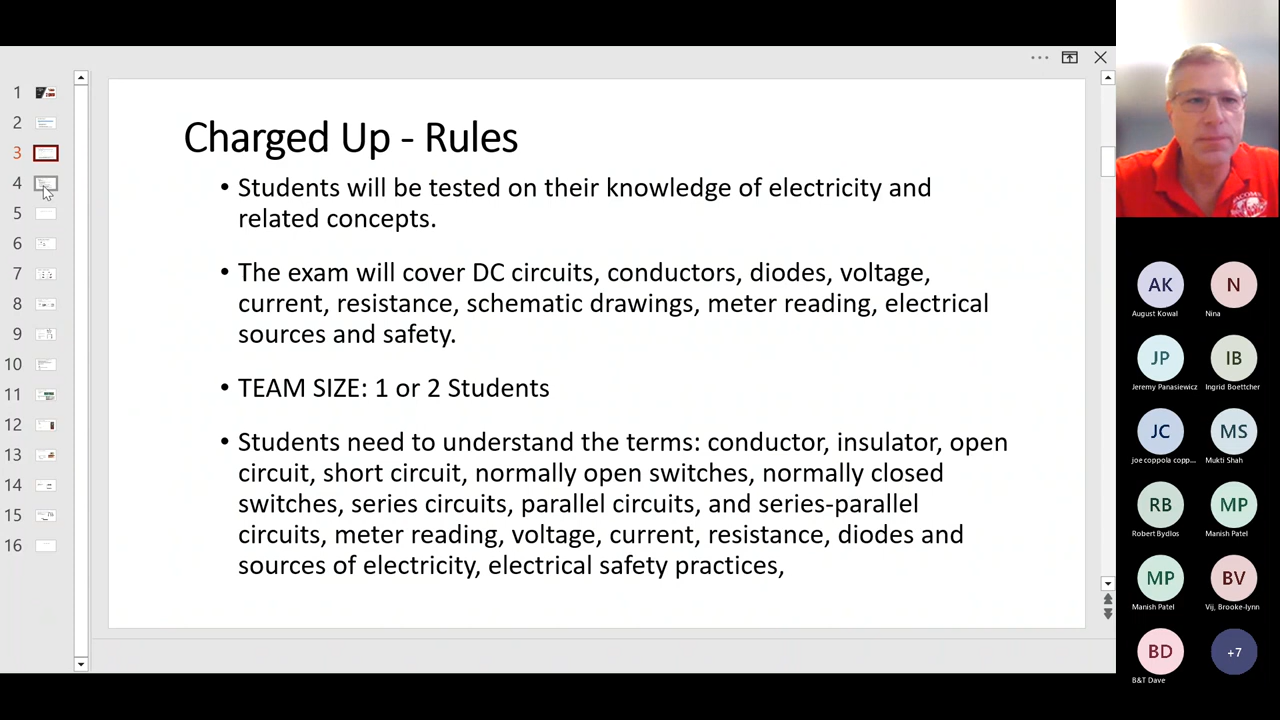 Charged Up - Rules
• Students will be tested on their knowledge of electricity and
related concepts.
• The exam will cover DC circuits, conductors, diodes, voltage,
current, resistance, schematic drawings, meter reading, electrical
sources and safety.
• TEAM SIZE: 1 or 2 Students
• Students need to understand the terms: conductor, insulator, open
circuit, short circuit, normally open switches, normally closed
switches, series circuits, parallel circuits, and series-parallel
circuits, meter reading, voltage, current, resistance, diodes and
sources of electricity, electrical safety practices,
1
2
3
4
5
6
7
8
9
10
11
12
13
14
15
16
AK
August Kowal
N
Nina
JP
Jeremy Panasiewicz
IB
Ingrid Boettcher
JC
joe coppola copp...
MS
Mukti Shah
RB
Robert Bydlos
MP
Manish Patel
MP
Manish Patel
BV
Vij, Brooke-lynn
BD
B&T Dave
+7